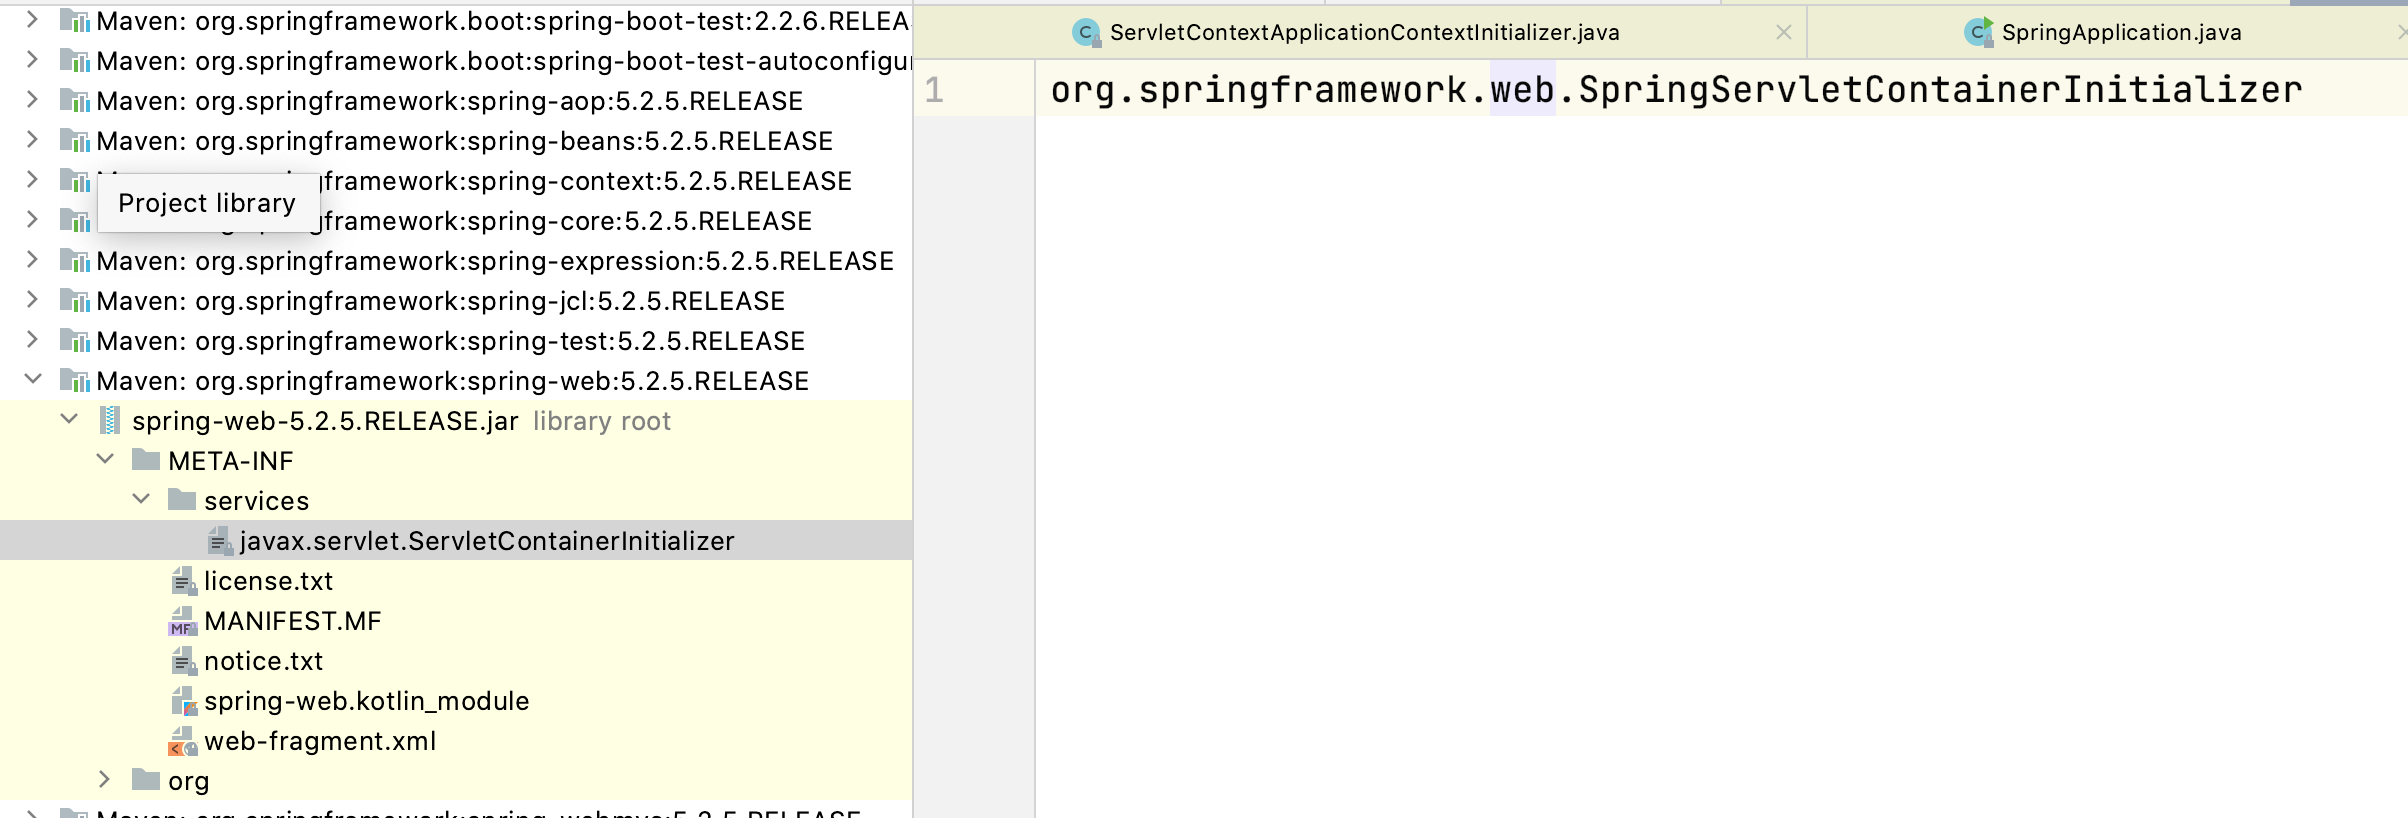 Maven: org.springframework.boot:spring-boot-test:2.2.6.RELEA
Maven: org.springframework.boot:spring-boot-test-autoconfigu
Maven: org.springframework:spring-aop:5.2.5.RELEASE
Maven: org.springframework:spring-beans:5.2.5.RELEASE
framework:spring-context:5.2.5.RELEASE
Project library
framework:spring-core:5.2.5.RELEASE
Maven: org.springframework:spring-expression:5.2.5.RELEASE
Maven: org.springframework:spring-jcl:5.2.5.RELEASE
Maven: org.springframework:spring-test:5.2.5.RELEASE
Maven: org.springframework:spring-web:5.2.5.RELEASE
spring-web-5.2.5.RELEASE.jar library root
META-INF
services
javax.servlet.ServletContainerInitializer
license.txt
MF MANIFEST.MF
notice.txt
spring-web.kotlin_module
web-fragment.xml
org
Maven: org.springframework:spring-webmvc:5.2.5.RELEASE
C ServletContextApplicationContextInitializer.java
C SpringApplication.java
1 org.springframework.web.SpringServletContainerInitializer